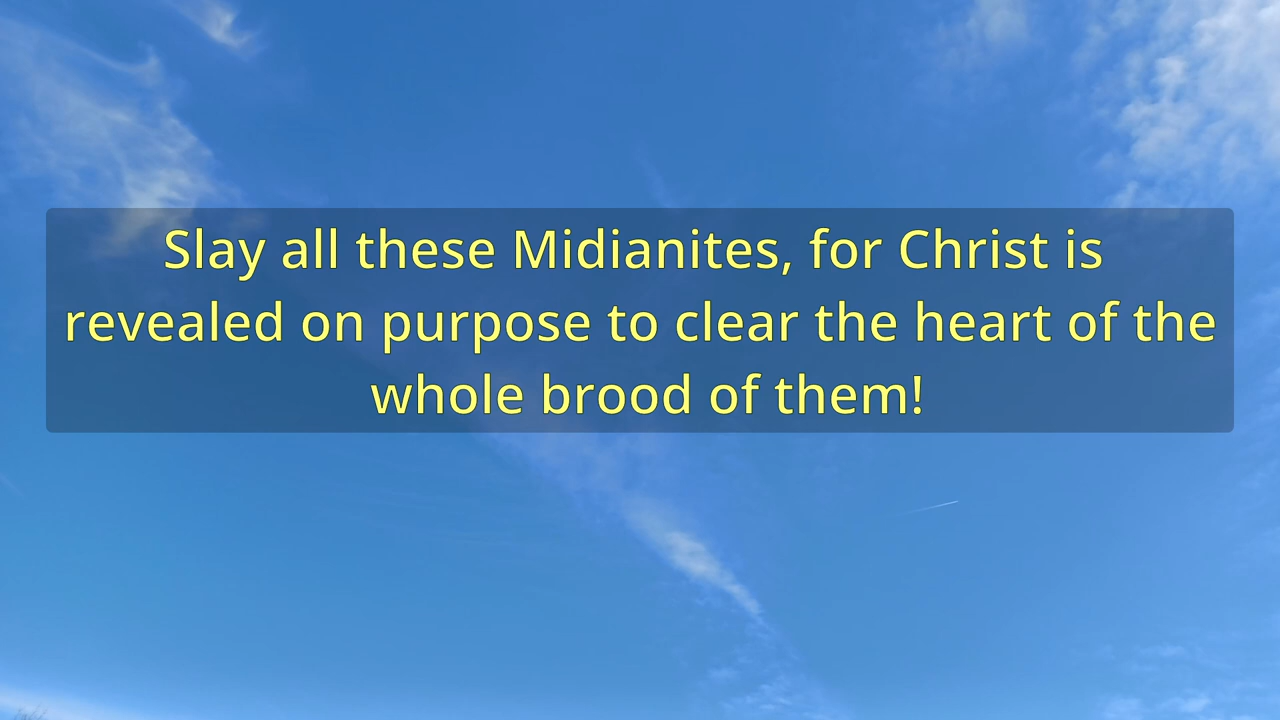 Slay all these Midianites, for Christ is
revealed on purpose to clear the heart of the
whole brood of them!